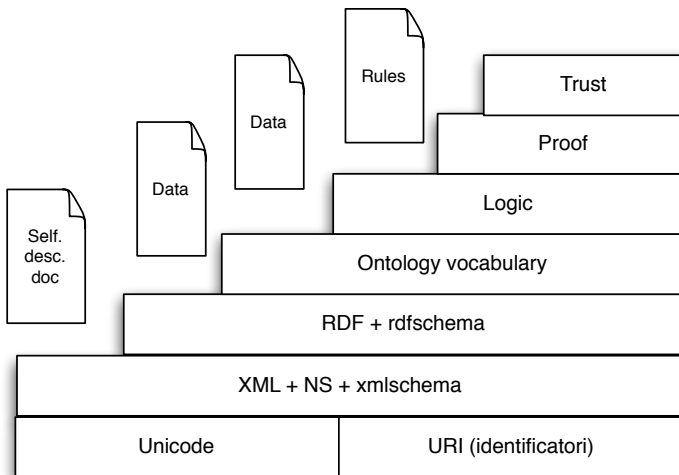 Rules
Trust
Data
Proof
Data
Logic
Self.
desc.
doc
Ontology vocabulary
RDF + rdfschema
XML + NS + xmlschema
Unicode
URI (identificatori)